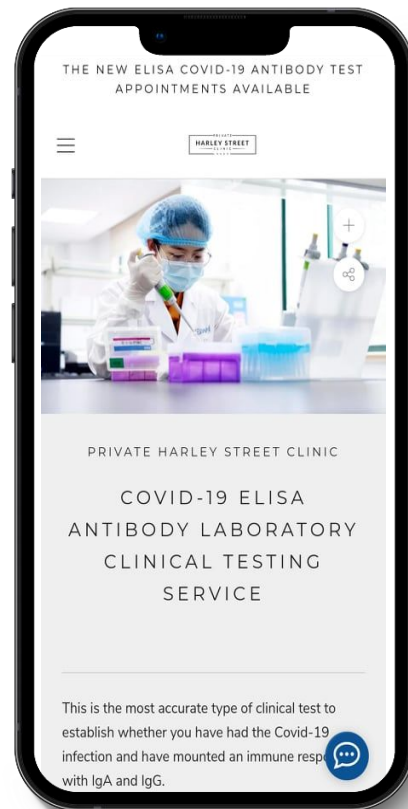 THE NEW ELISA COVID-19 ANTIBODY TEST
APPOINTMENTS AVAILABLE
PRIVATE
HARLEY STREET
CLINIC
PRIVATE HARLEY STREET CLINIC
COVID-19 ELISA
ANTIBODY LABORATORY
CLINICAL TESTING
SERVICE
This is the most accurate type of clinical test to
establish whether you have had the Covid-19
infection and have mounted an immune
with IgA and IgG.